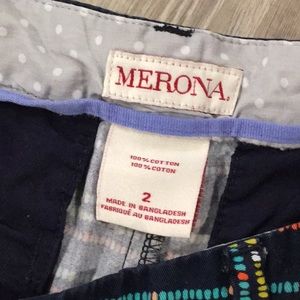 MERONA.
100% COTTON
100% COTON
2
MADE IN BANGLADESH
FABRIQUÉ AU BANGLADESH